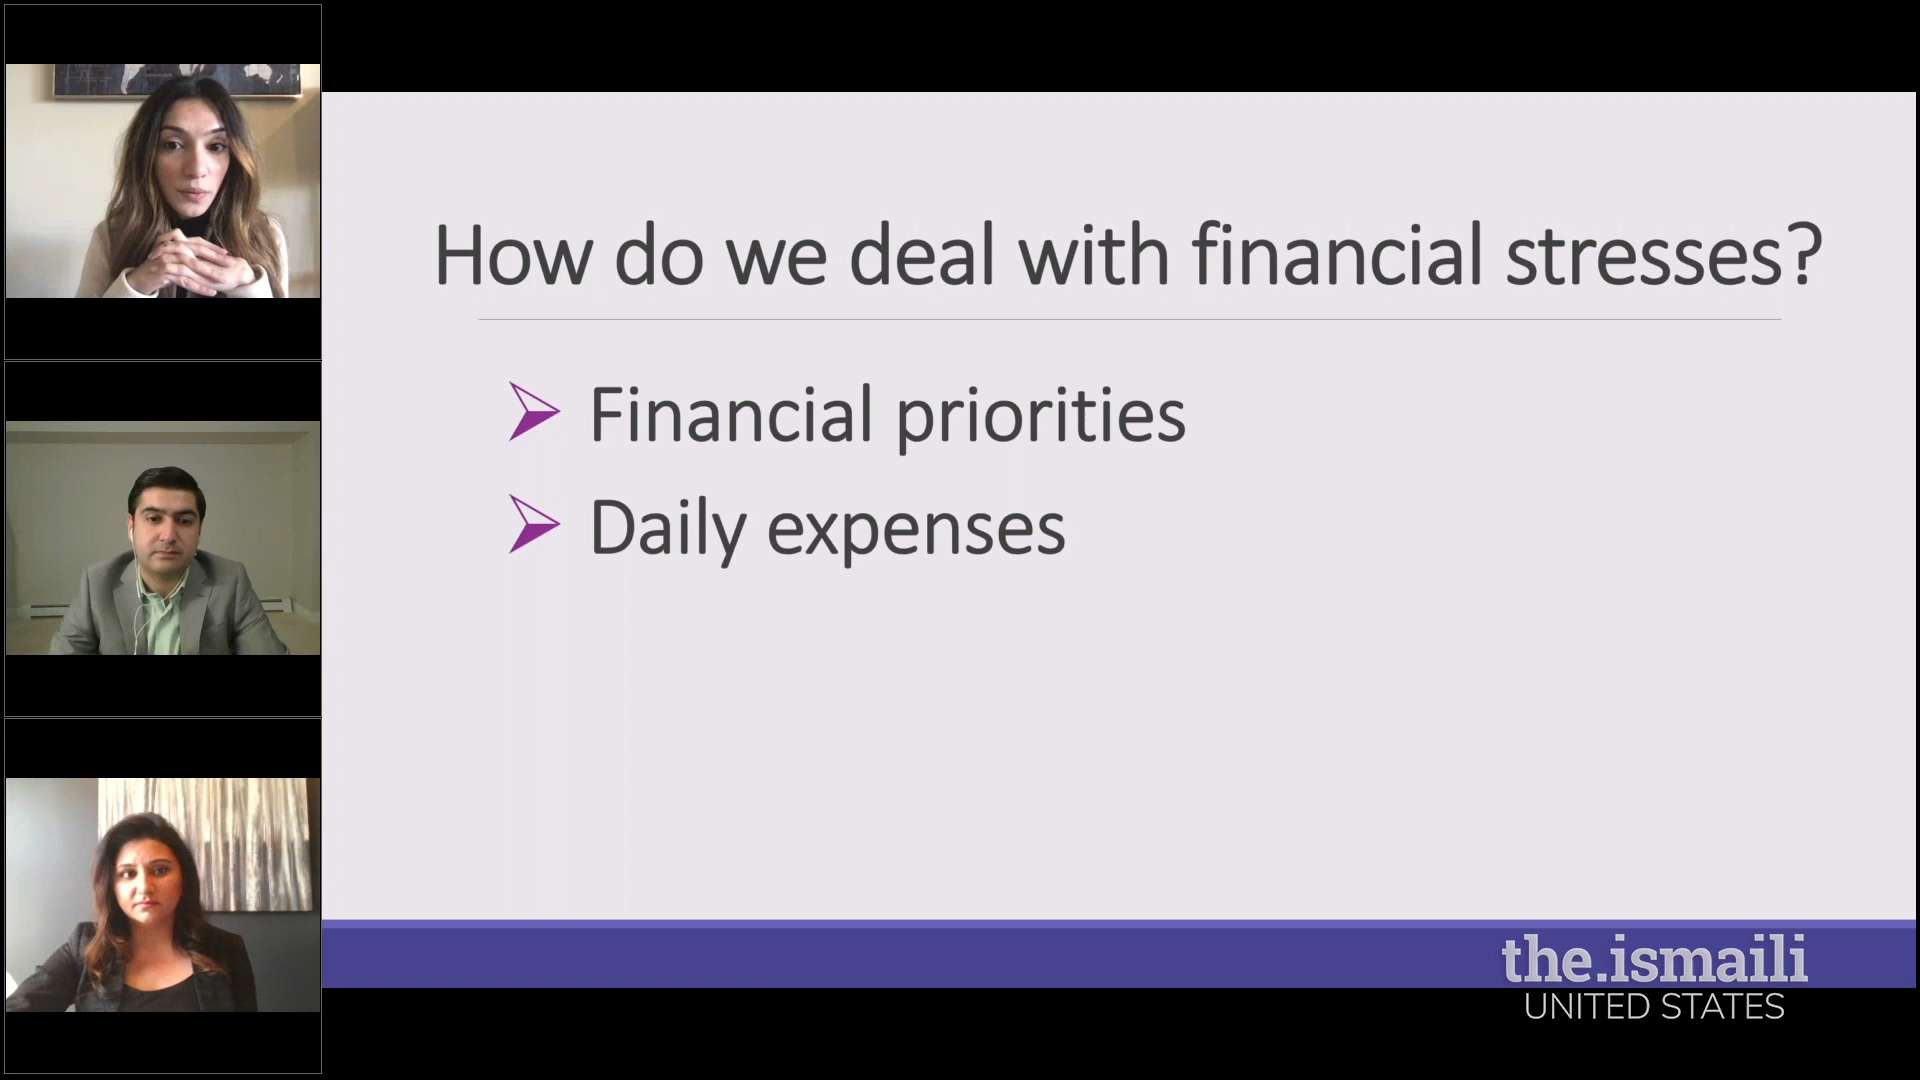 How do we deal with financial stresses?
Financial priorities
Daily expenses
the.ismaili
UNITED STATES